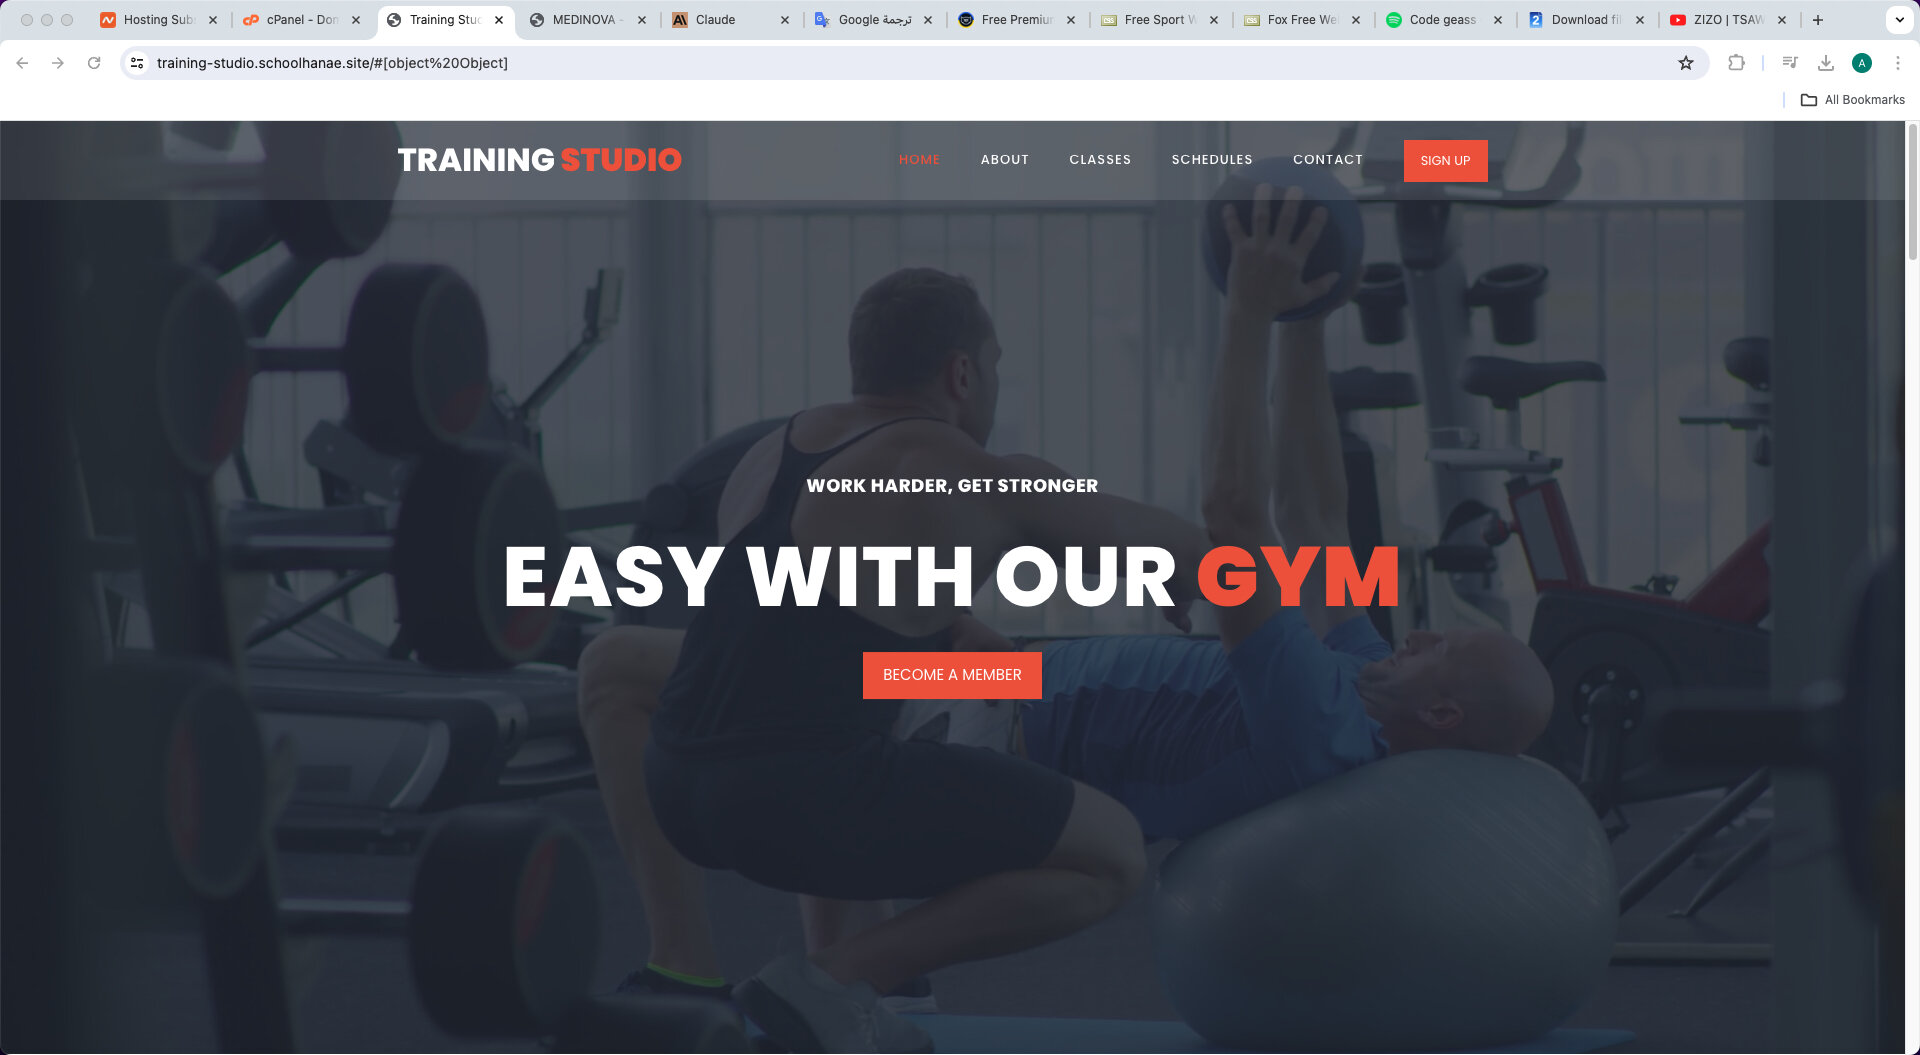 Hosting Sub
cPanel - Don
Training Stud
MEDINOVA -
Claude
ترجمة Google
Free Premium
Free Sport W
Fox Free We
Code geass
Download fi
ZIZO | TSAW
training-studio.schoolhanae.site/#[object%20Object]
A
All Bookmarks
TRAINING STUDIO
HOME
ABOUT
CLASSES
SCHEDULES
CONTACT
SIGN UP
WORK HARDER, GET STRONGER
EASY WITH OUR GYM
BECOME A MEMBER